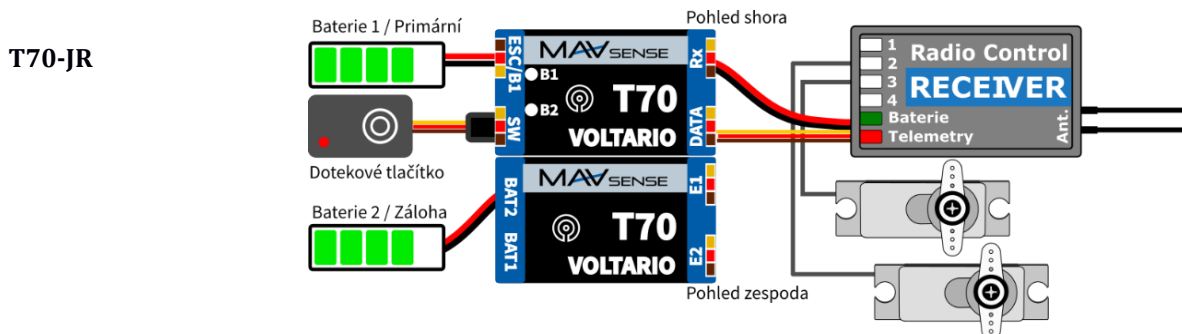 T70-JR
Baterie 1 / Primární
Pohled shora
ESC/B1
MAVSENSE
Rx
B1
B2
T70
VOLTARIO
SW
DATA
1
2
3
4
Radio Control
RECEIVER
Baterie
Telemetry
Ant.
Dotekové tlačítko
Baterie 2 / Záloha
BAT2
BAT1
MAVSENSE
T70
VOLTARIO
E1
E2
Pohled zespoda